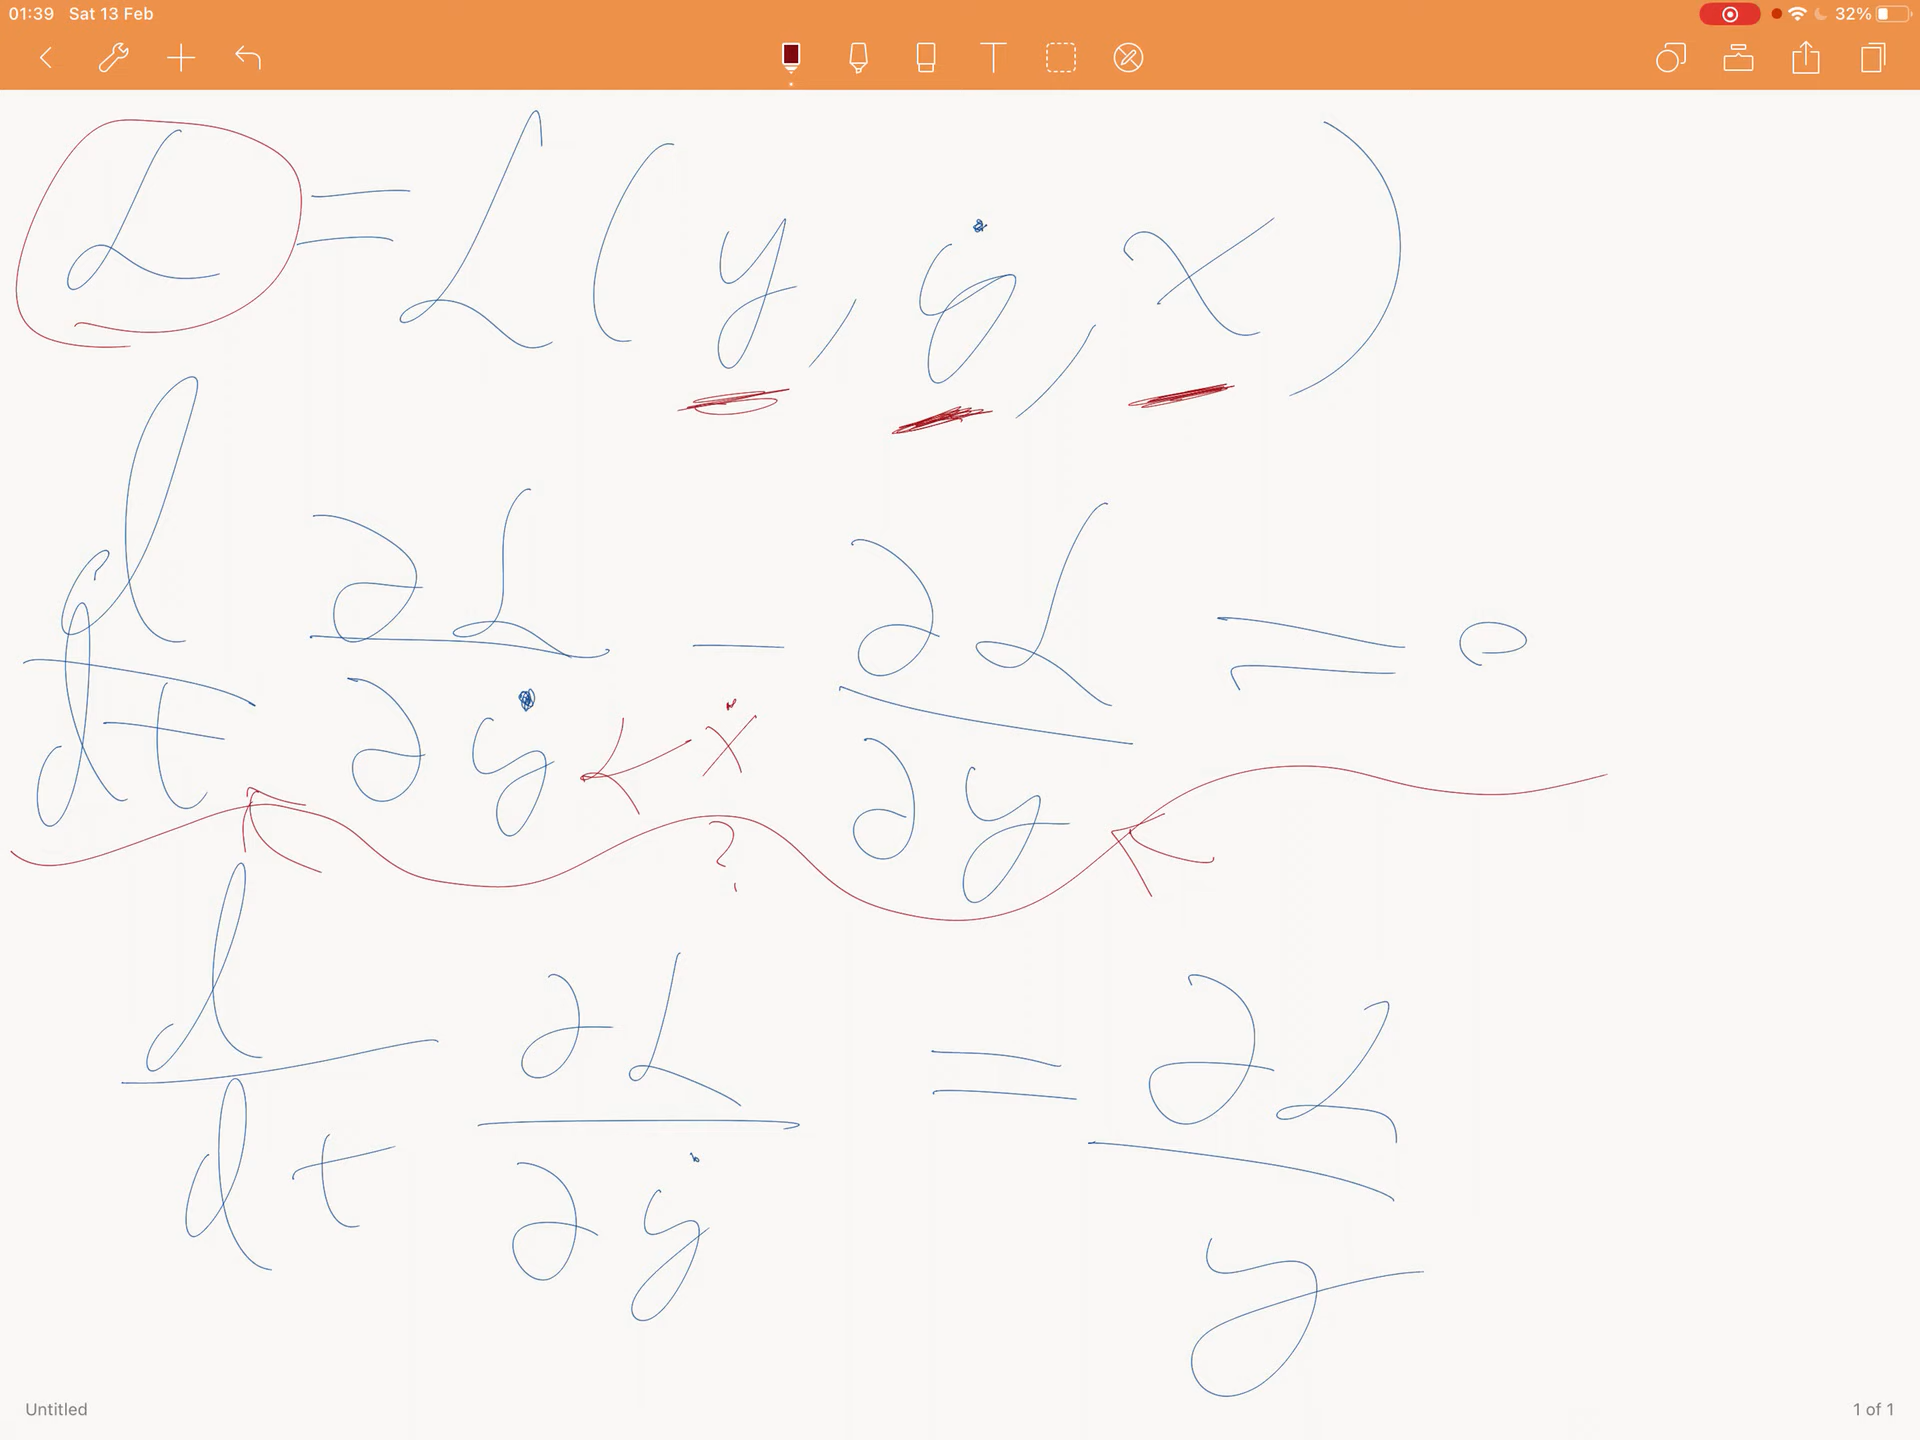 01:39 Sat 13 Feb 32%
T
ℒ = ℒ(y, ẏ, x)
d/dt ∂ℒ/∂ẏ - ∂ℒ/∂y = 0
← ẋ
?
d/dt ∂ℒ/∂ẏ = ∂ℒ/y
Untitled 1 of 1